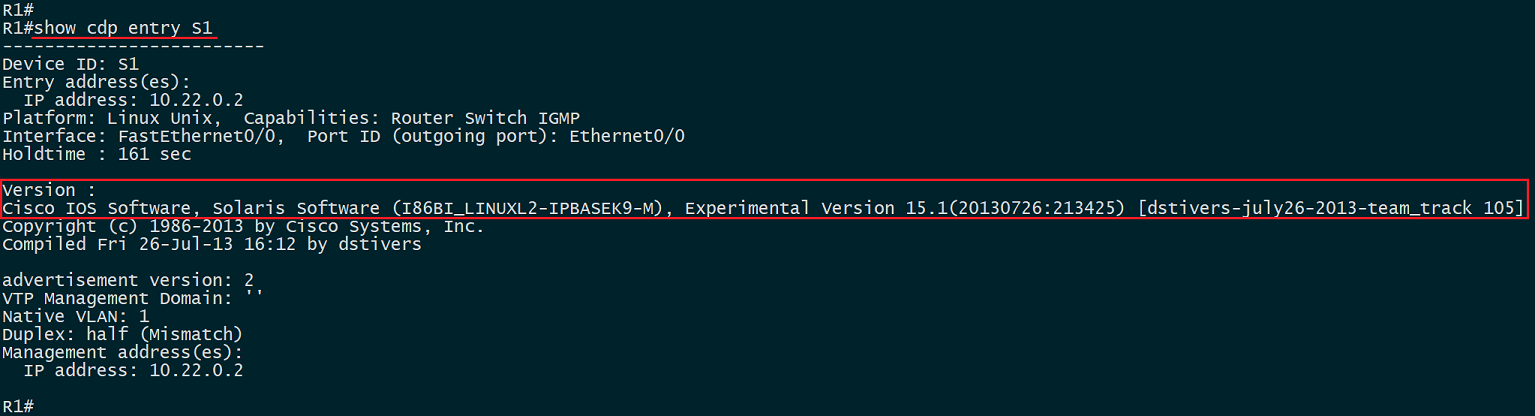 R1#
R1#show cdp entry S1
-------------------------
Device ID: S1
Entry address(es):
  IP address: 10.22.0.2
Platform: Linux Unix,  Capabilities: Router Switch IGMP
Interface: FastEthernet0/0,  Port ID (outgoing port): Ethernet0/0
Holdtime : 161 sec

Version :
Cisco IOS Software, Solaris Software (I86BI_LINUXL2-IPBASEK9-M), Experimental Version 15.1(20130726:213425) [dstivers-july26-2013-team_track 105]
Copyright (c) 1986-2013 by Cisco Systems, Inc.
Compiled Fri 26-Jul-13 16:12 by dstivers

advertisement version: 2
VTP Management Domain: ''
Native VLAN: 1
Duplex: half (Mismatch)
Management address(es):
  IP address: 10.22.0.2

R1#